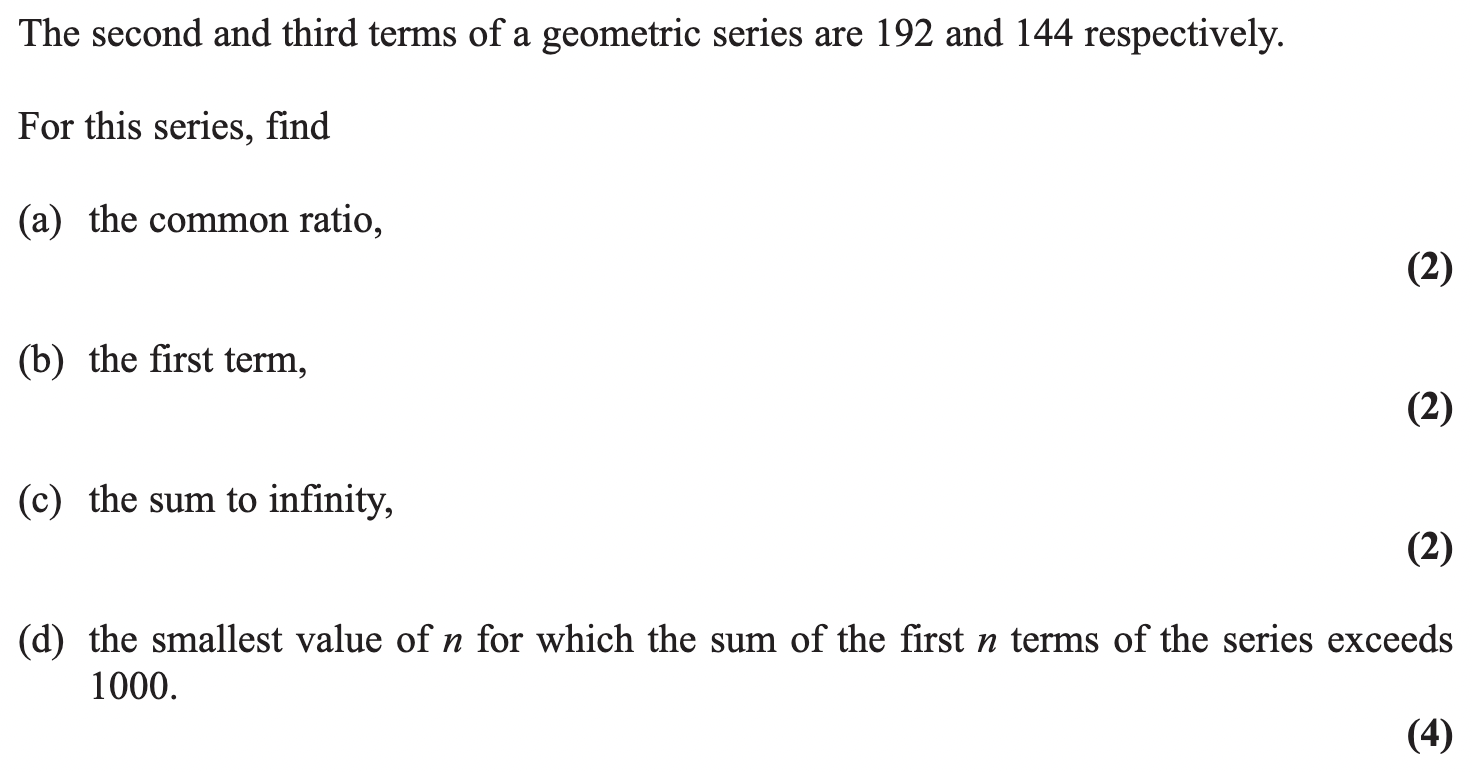 The second and third terms of a geometric series are 192 and 144 respectively.
For this series, find
(a) the common ratio,
(2)
(b) the first term,
(2)
(c) the sum to infinity,
(2)
(d) the smallest value of n for which the sum of the first n terms of the series exceeds
1000.
(4)